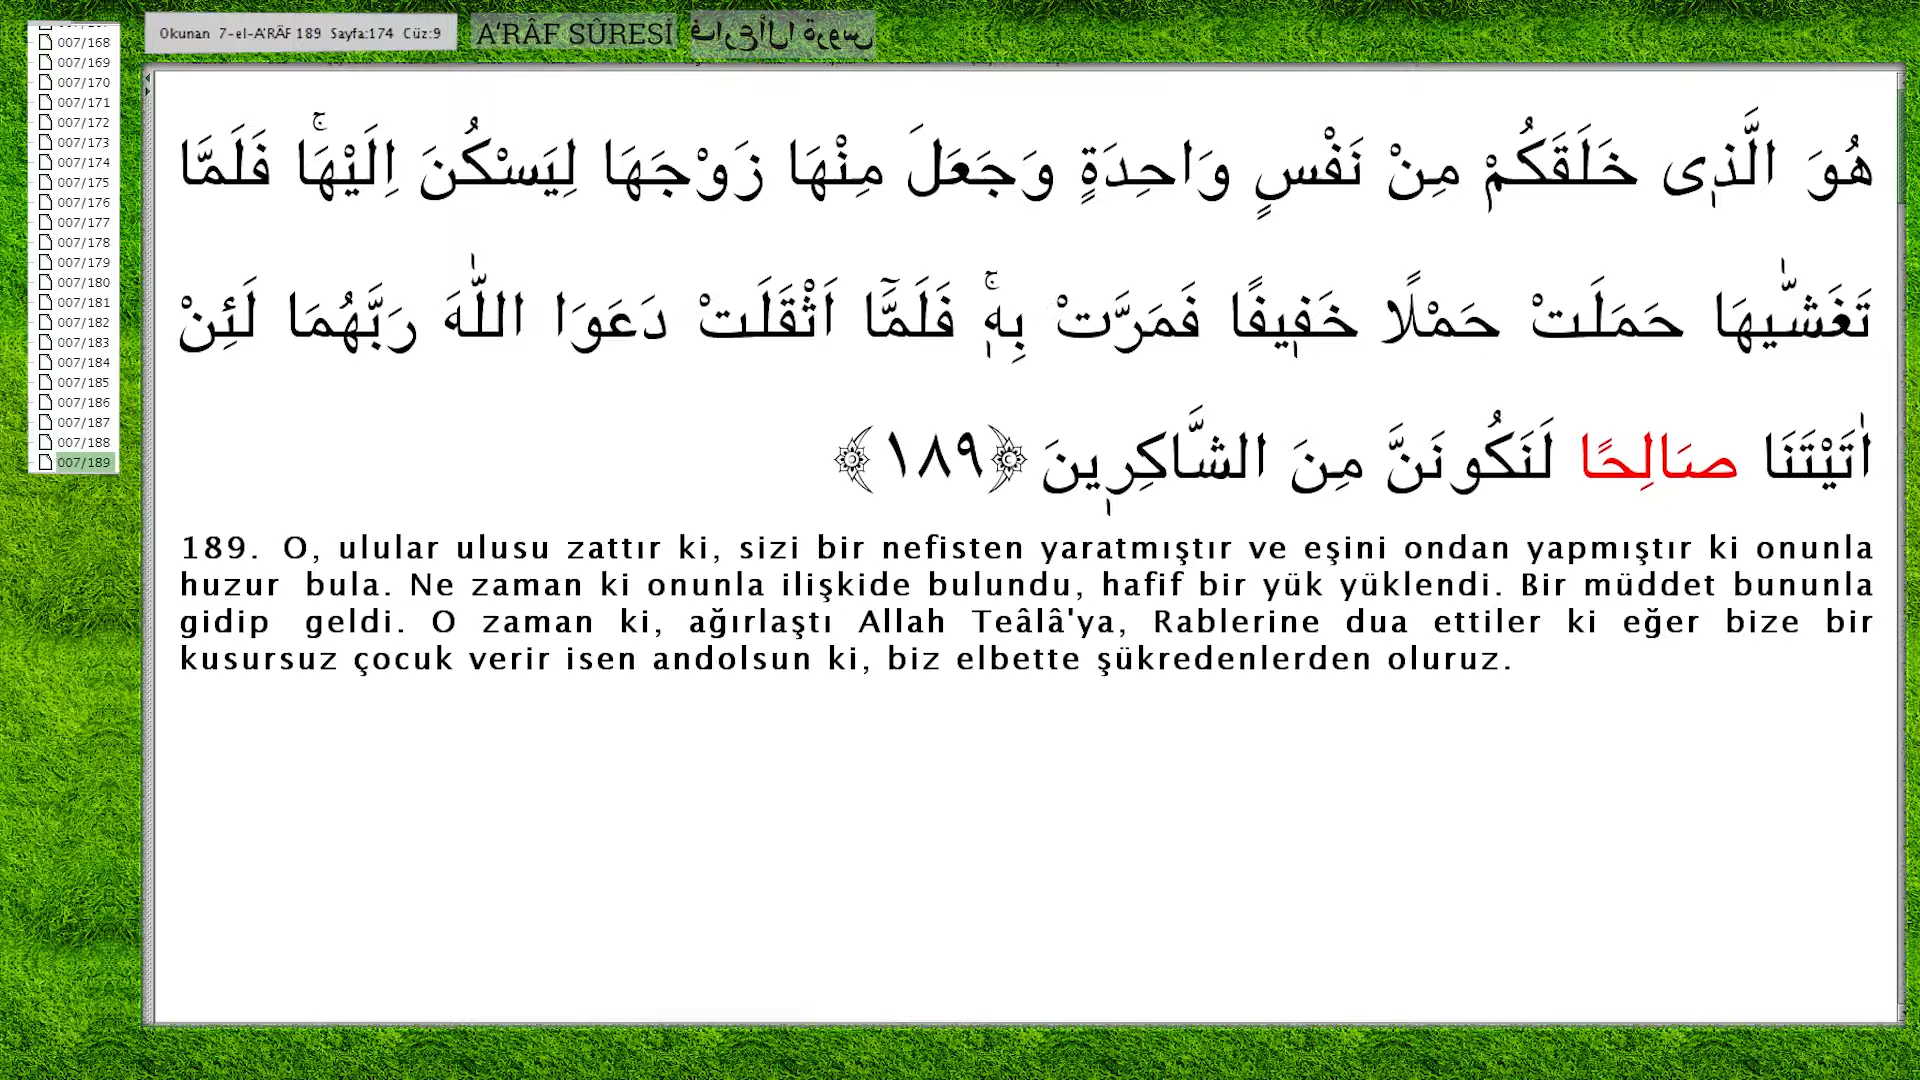 007/168
007/169
007/170
007/171
007/172
007/173
007/174
007/175
007/176
007/177
007/178
007/179
007/180
007/181
007/182
007/183
007/184
007/185
007/186
007/187
007/188
007/189
Okunan 7-el-A'RÂF 189 Sayfa:174 Cüz:9
A'RÂF SÛRESİ
سورة الأعراف
هُوَ الَّذ۪ى خَلَقَكُمْ مِنْ نَفْسٍ وَاحِدَةٍ وَجَعَلَ مِنْهَا زَوْجَهَا لِيَسْكُنَ اِلَيْهَاۚ فَلَمَّا
تَغَشّٰيهَا حَمَلَتْ حَمْلًا خَف۪يفًا فَمَرَّتْ بِه۪ۚ فَلَمَّٓا اَثْقَلَتْ دَعَوَا اللّٰهَ رَبَّهُمَا لَئِنْ
اٰتَيْتَنَا صَالِحًا لَنَكُونَنَّ مِنَ الشَّاكِر۪ينَ ﴿١٨٩﴾
189. O, ulular ulusu zattır ki, sizi bir nefisten yaratmıştır ve eşini ondan yapmıştır ki onunla
huzur bula. Ne zaman ki onunla ilişkide bulundu, hafif bir yük yüklendi. Bir müddet bununla
gidip geldi. O zaman ki, ağırlaştı Allah Teâlâ'ya, Rablerine dua ettiler ki eğer bize bir
kusursuz çocuk verir isen andolsun ki, biz elbette şükredenlerden oluruz.